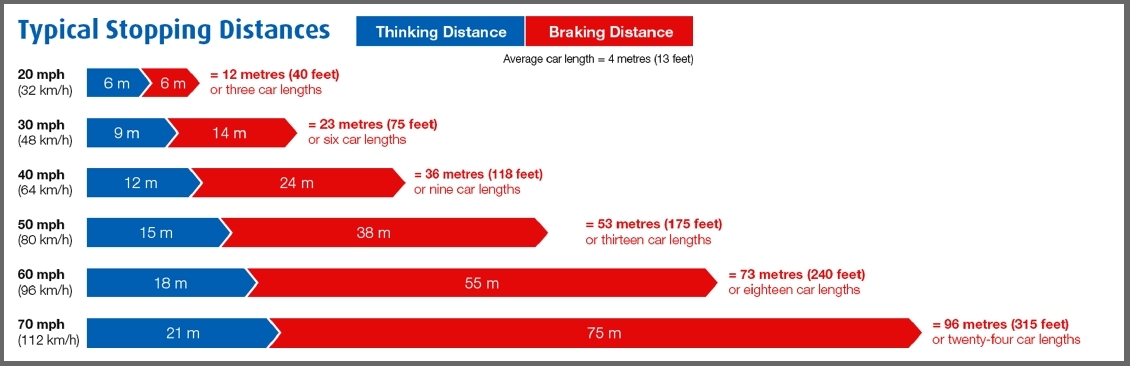 Typical Stopping Distances
Thinking Distance
Braking Distance
Average car length = 4 metres (13 feet)
20 mph
(32 km/h)
6 m
6 m
= 12 metres (40 feet)
or three car lengths
30 mph
(48 km/h)
9 m
14 m
= 23 metres (75 feet)
or six car lengths
40 mph
(64 km/h)
12 m
24 m
= 36 metres (118 feet)
or nine car lengths
50 mph
(80 km/h)
15 m
38 m
= 53 metres (175 feet)
or thirteen car lengths
60 mph
(96 km/h)
18 m
55 m
= 73 metres (240 feet)
or eighteen car lengths
70 mph
(112 km/h)
21 m
75 m
= 96 metres (315 feet)
or twenty-four car lengths